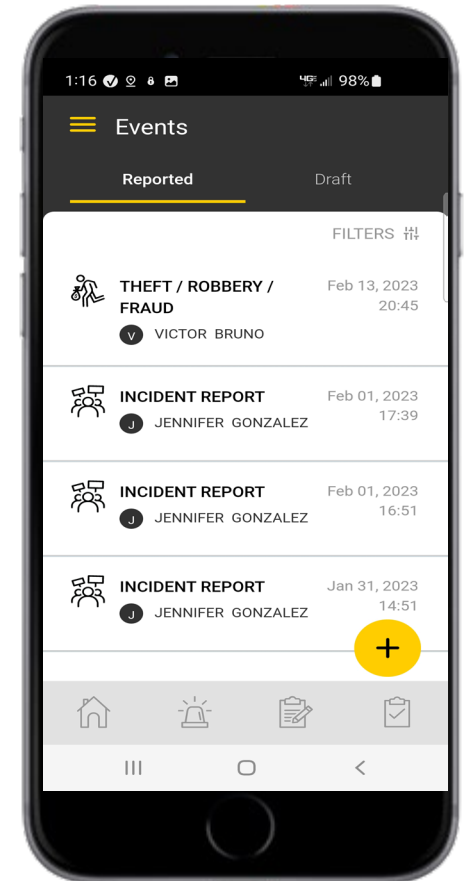 1:16 4GE 98%
Events
Reported Draft
FILTERS
THEFT / ROBBERY / Feb 13, 2023
FRAUD 20:45
V VICTOR BRUNO
INCIDENT REPORT Feb 01, 2023
J JENNIFER GONZALEZ 17:39
INCIDENT REPORT Feb 01, 2023
J JENNIFER GONZALEZ 16:51
INCIDENT REPORT Jan 31, 2023
J JENNIFER GONZALEZ 14:51
+